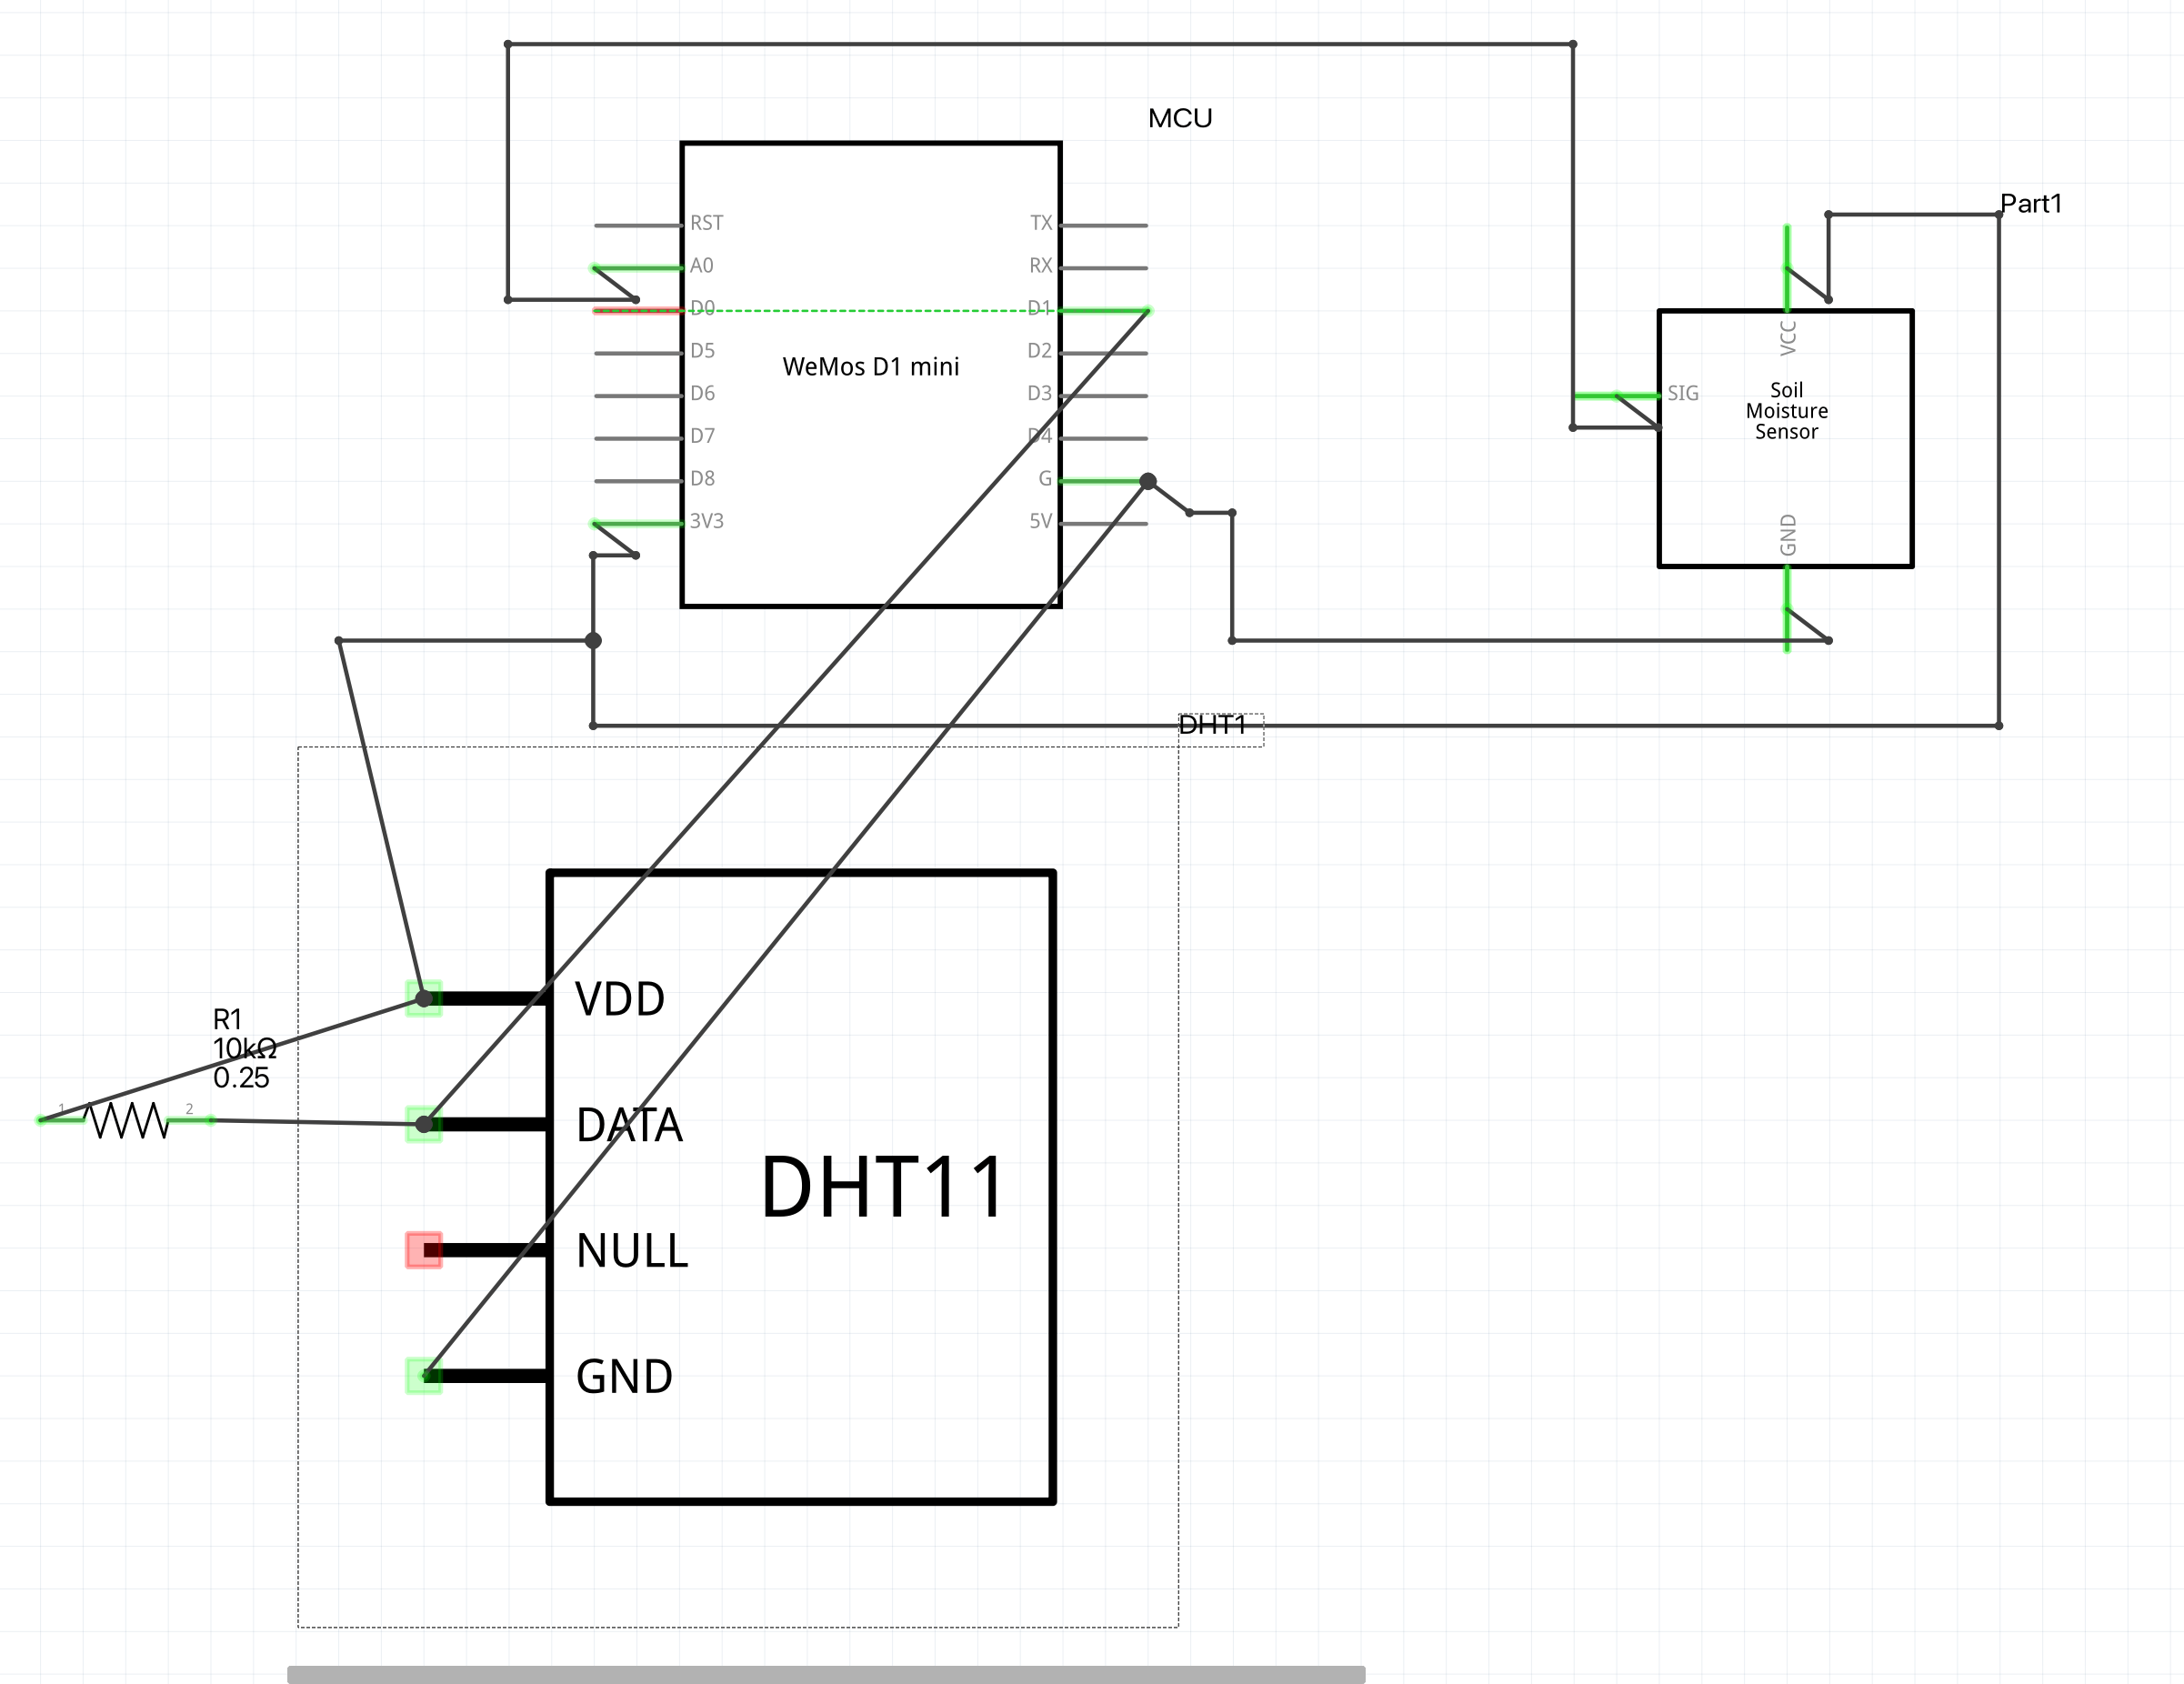 MCU
Part1
RST
TX
A0
RX
D0
D1
D5
D2
WeMos D1 mini
D6
D3
D7
D4
D8
G
3V3
5V
VCC
SIG
Soil
Moisture
Sensor
GND
DHT1
VDD
R1
10kΩ
0.25
1
2
DATA
DHT11
NULL
GND